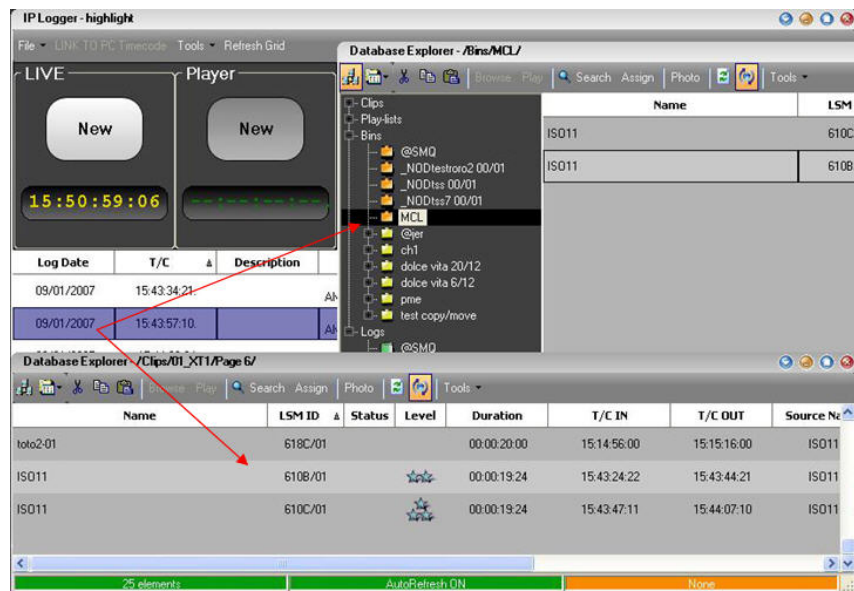 IP Logger - highlight
File LINK TO PC Timecode Tools Refresh Grid
LIVE Player
New New
15:50:59:06 --:--:--:--
Log Date T/C Description
09/01/2007 15:43:34:21.
09/01/2007 15:43:57:10.
Database Explorer - /Bins/MCL/
Browse Play Search Assign Photo Tools
Clips
Play-lists
Bins
@SMQ
_NODtestroro2 00/01
_NODtss 00/01
_NODtss7 00/01
MCL
@jer
ch1
dolce vita 20/12
dolce vita 6/12
pme
test copy/move
Logs
@SMQ
Name LSM
ISO11 610C
ISO11 610B
Database Explorer - /Clips/01_XT1/Page 6/
Browse Play Search Assign Photo Tools
Name LSM ID Status Level Duration T/C IN T/C OUT Source Na
toto2-01 618C/01 00:00:20:00 15:14:56:00 15:15:16:00 ISO11
ISO11 610B/01 00:00:19:24 15:43:24:22 15:43:44:21 ISO11
ISO11 610C/01 00:00:19:24 15:43:47:11 15:44:07:10 ISO11
25 elements AutoRefresh ON None